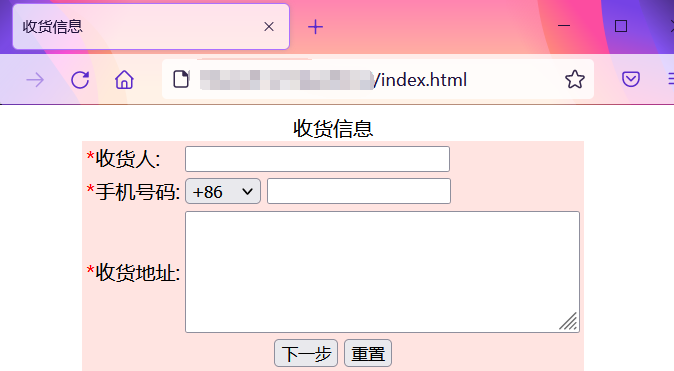 收货信息
/index.html
收货信息
*收货人:
*手机号码: +86
*收货地址:
下一步 重置